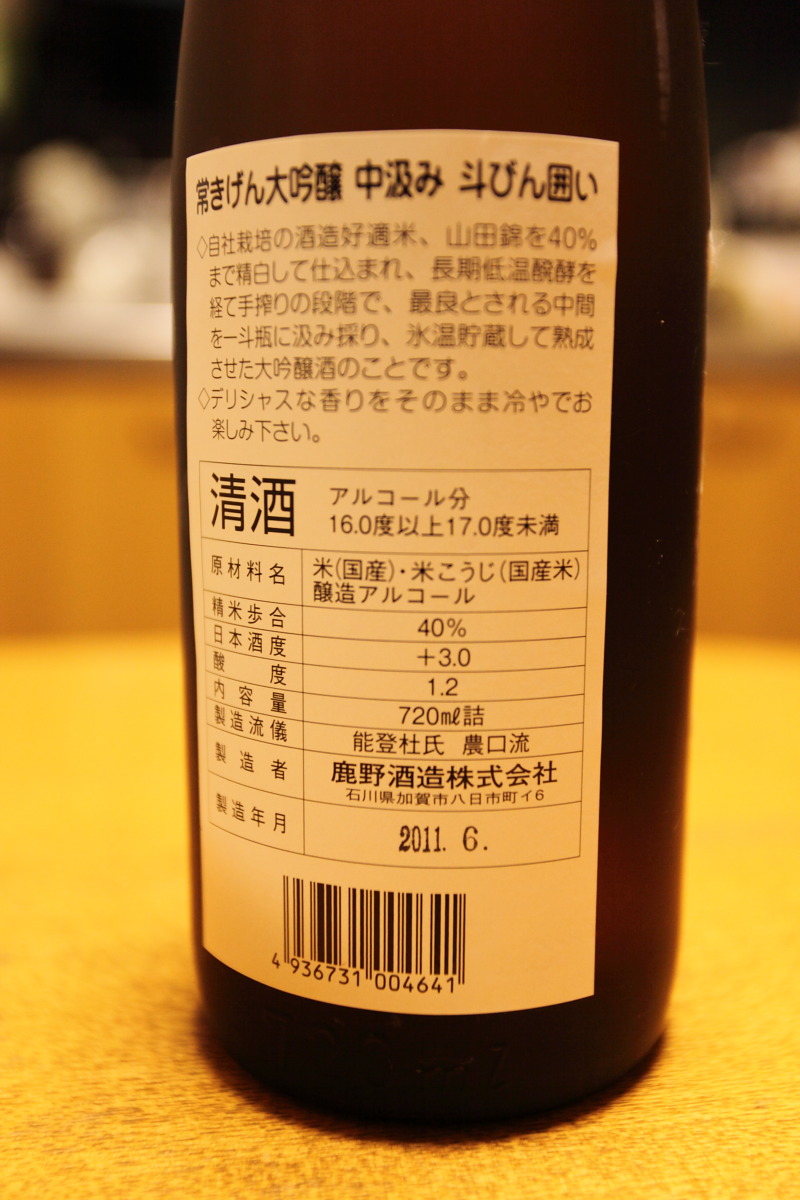 常きげん大吟醸 中汲み 斗びん囲い
◇自社栽培の酒造好適米、山田錦を40%
まで精白して仕込まれ、長期低温醗酵を
経て手搾りの段階で、最良とされる中間
を一斗瓶に汲み採り、氷温貯蔵して熟成
させた大吟醸酒のことです。
◇デリシャスな香りをそのまま冷やでお
楽しみ下さい。
清酒 アルコール分
16.0度以上17.0度未満
原材料名 米(国産)・米こうじ(国産米)
醸造アルコール
精米歩合 40%
日本酒度 +3.0
酸度 1.2
内容量 720㎖詰
製造流儀 能登杜氏 農口流
製造者 鹿野酒造株式会社
石川県加賀市八日市町イ6
製造年月 2011. 6.
4 936731 004641
720ml